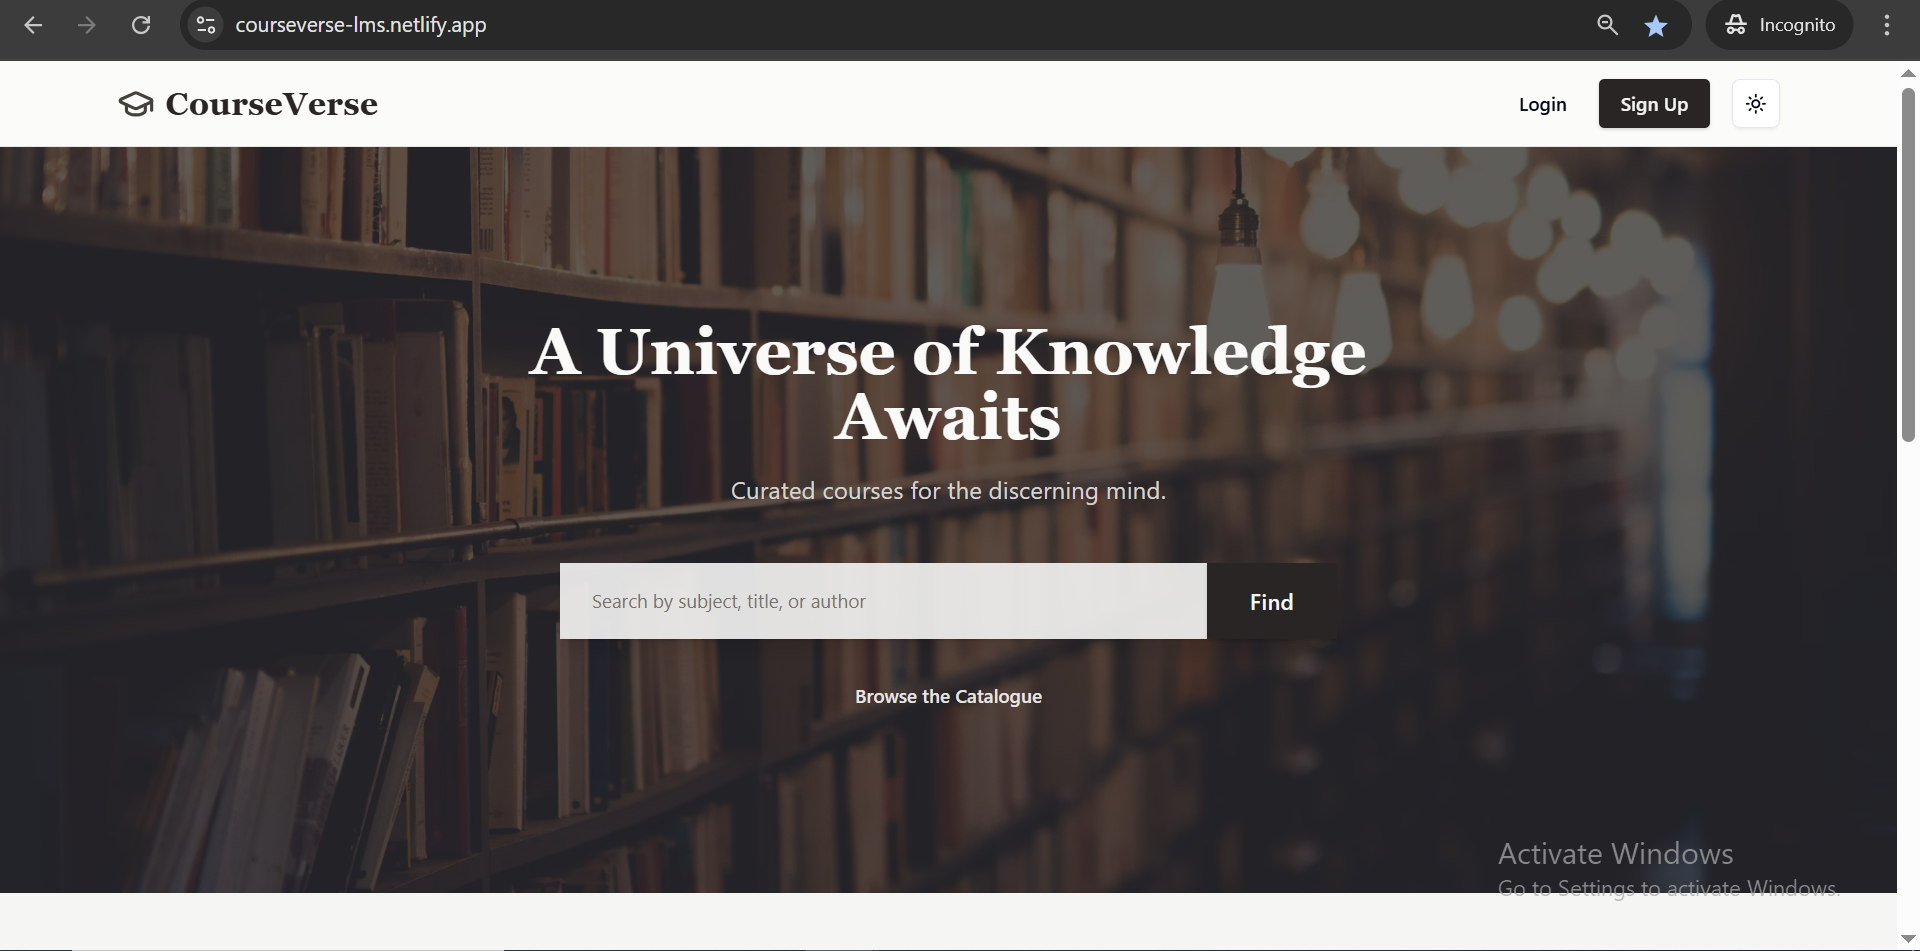 courseverse-lms.netlify.app
Incognito
CourseVerse
Login
Sign Up
A Universe of Knowledge
Awaits
Curated courses for the discerning mind.
Search by subject, title, or author
Find
Browse the Catalogue
Activate Windows
Go to Settings to activate Windows.